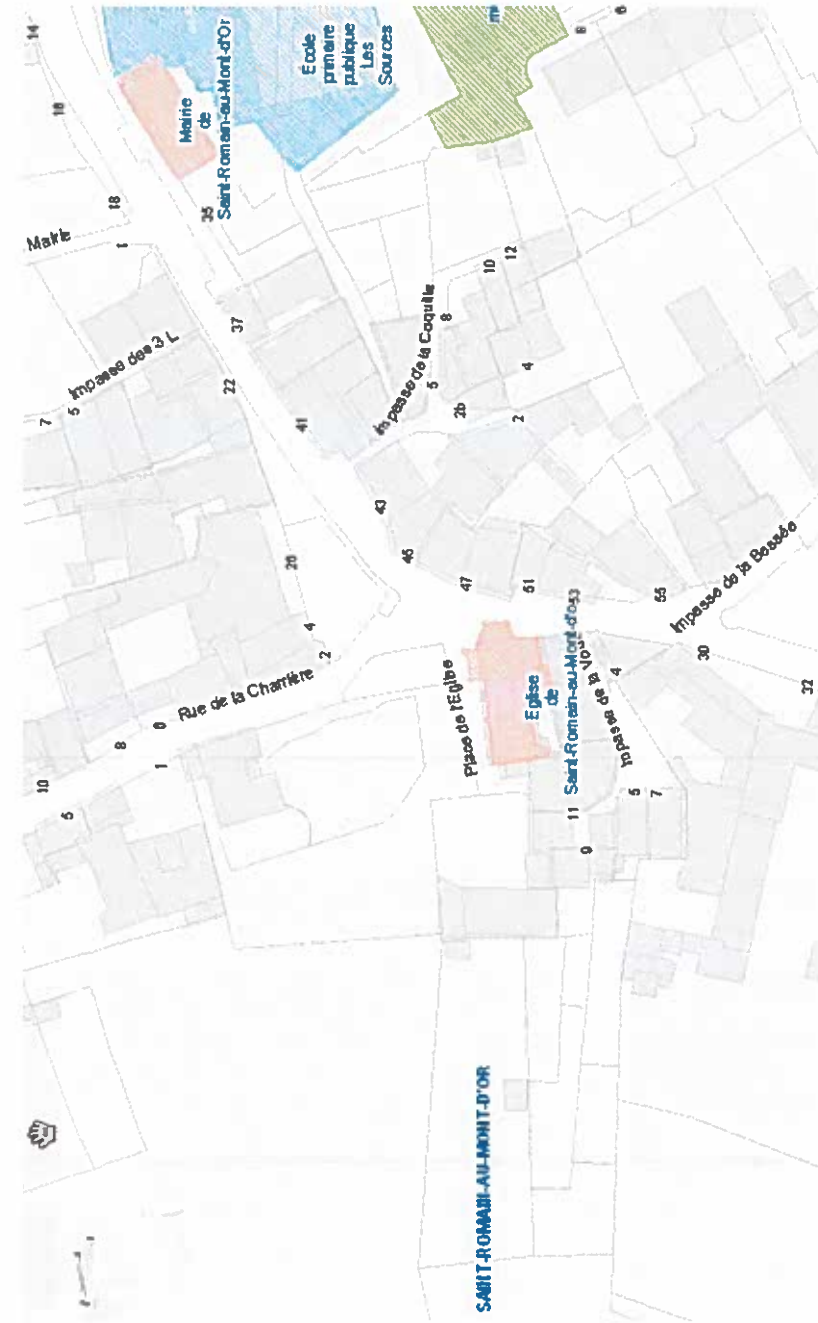 14
18
18
Mairie
1
Mairie
de
Saint-Romain-au-Mont-d'Or
35
Ecole
primaire
publique
Les
Sources
8
6
Impasse des 3 L
7
5
37
22
41
Impasse de la Coquille
5
8
10
12
2b
2
4
43
45
47
51
53
55
26
4
2
Rue de la Charrière
6
8
1
10
5
Place de l'Eglise
Eglise
de
Saint-Romain-au-Mont-d'o
Impasse de la Voû
4
Impasse de la Bessée
30
32
5
7
11
9
SAINT-ROMAIN-AU-MONT-D'OR